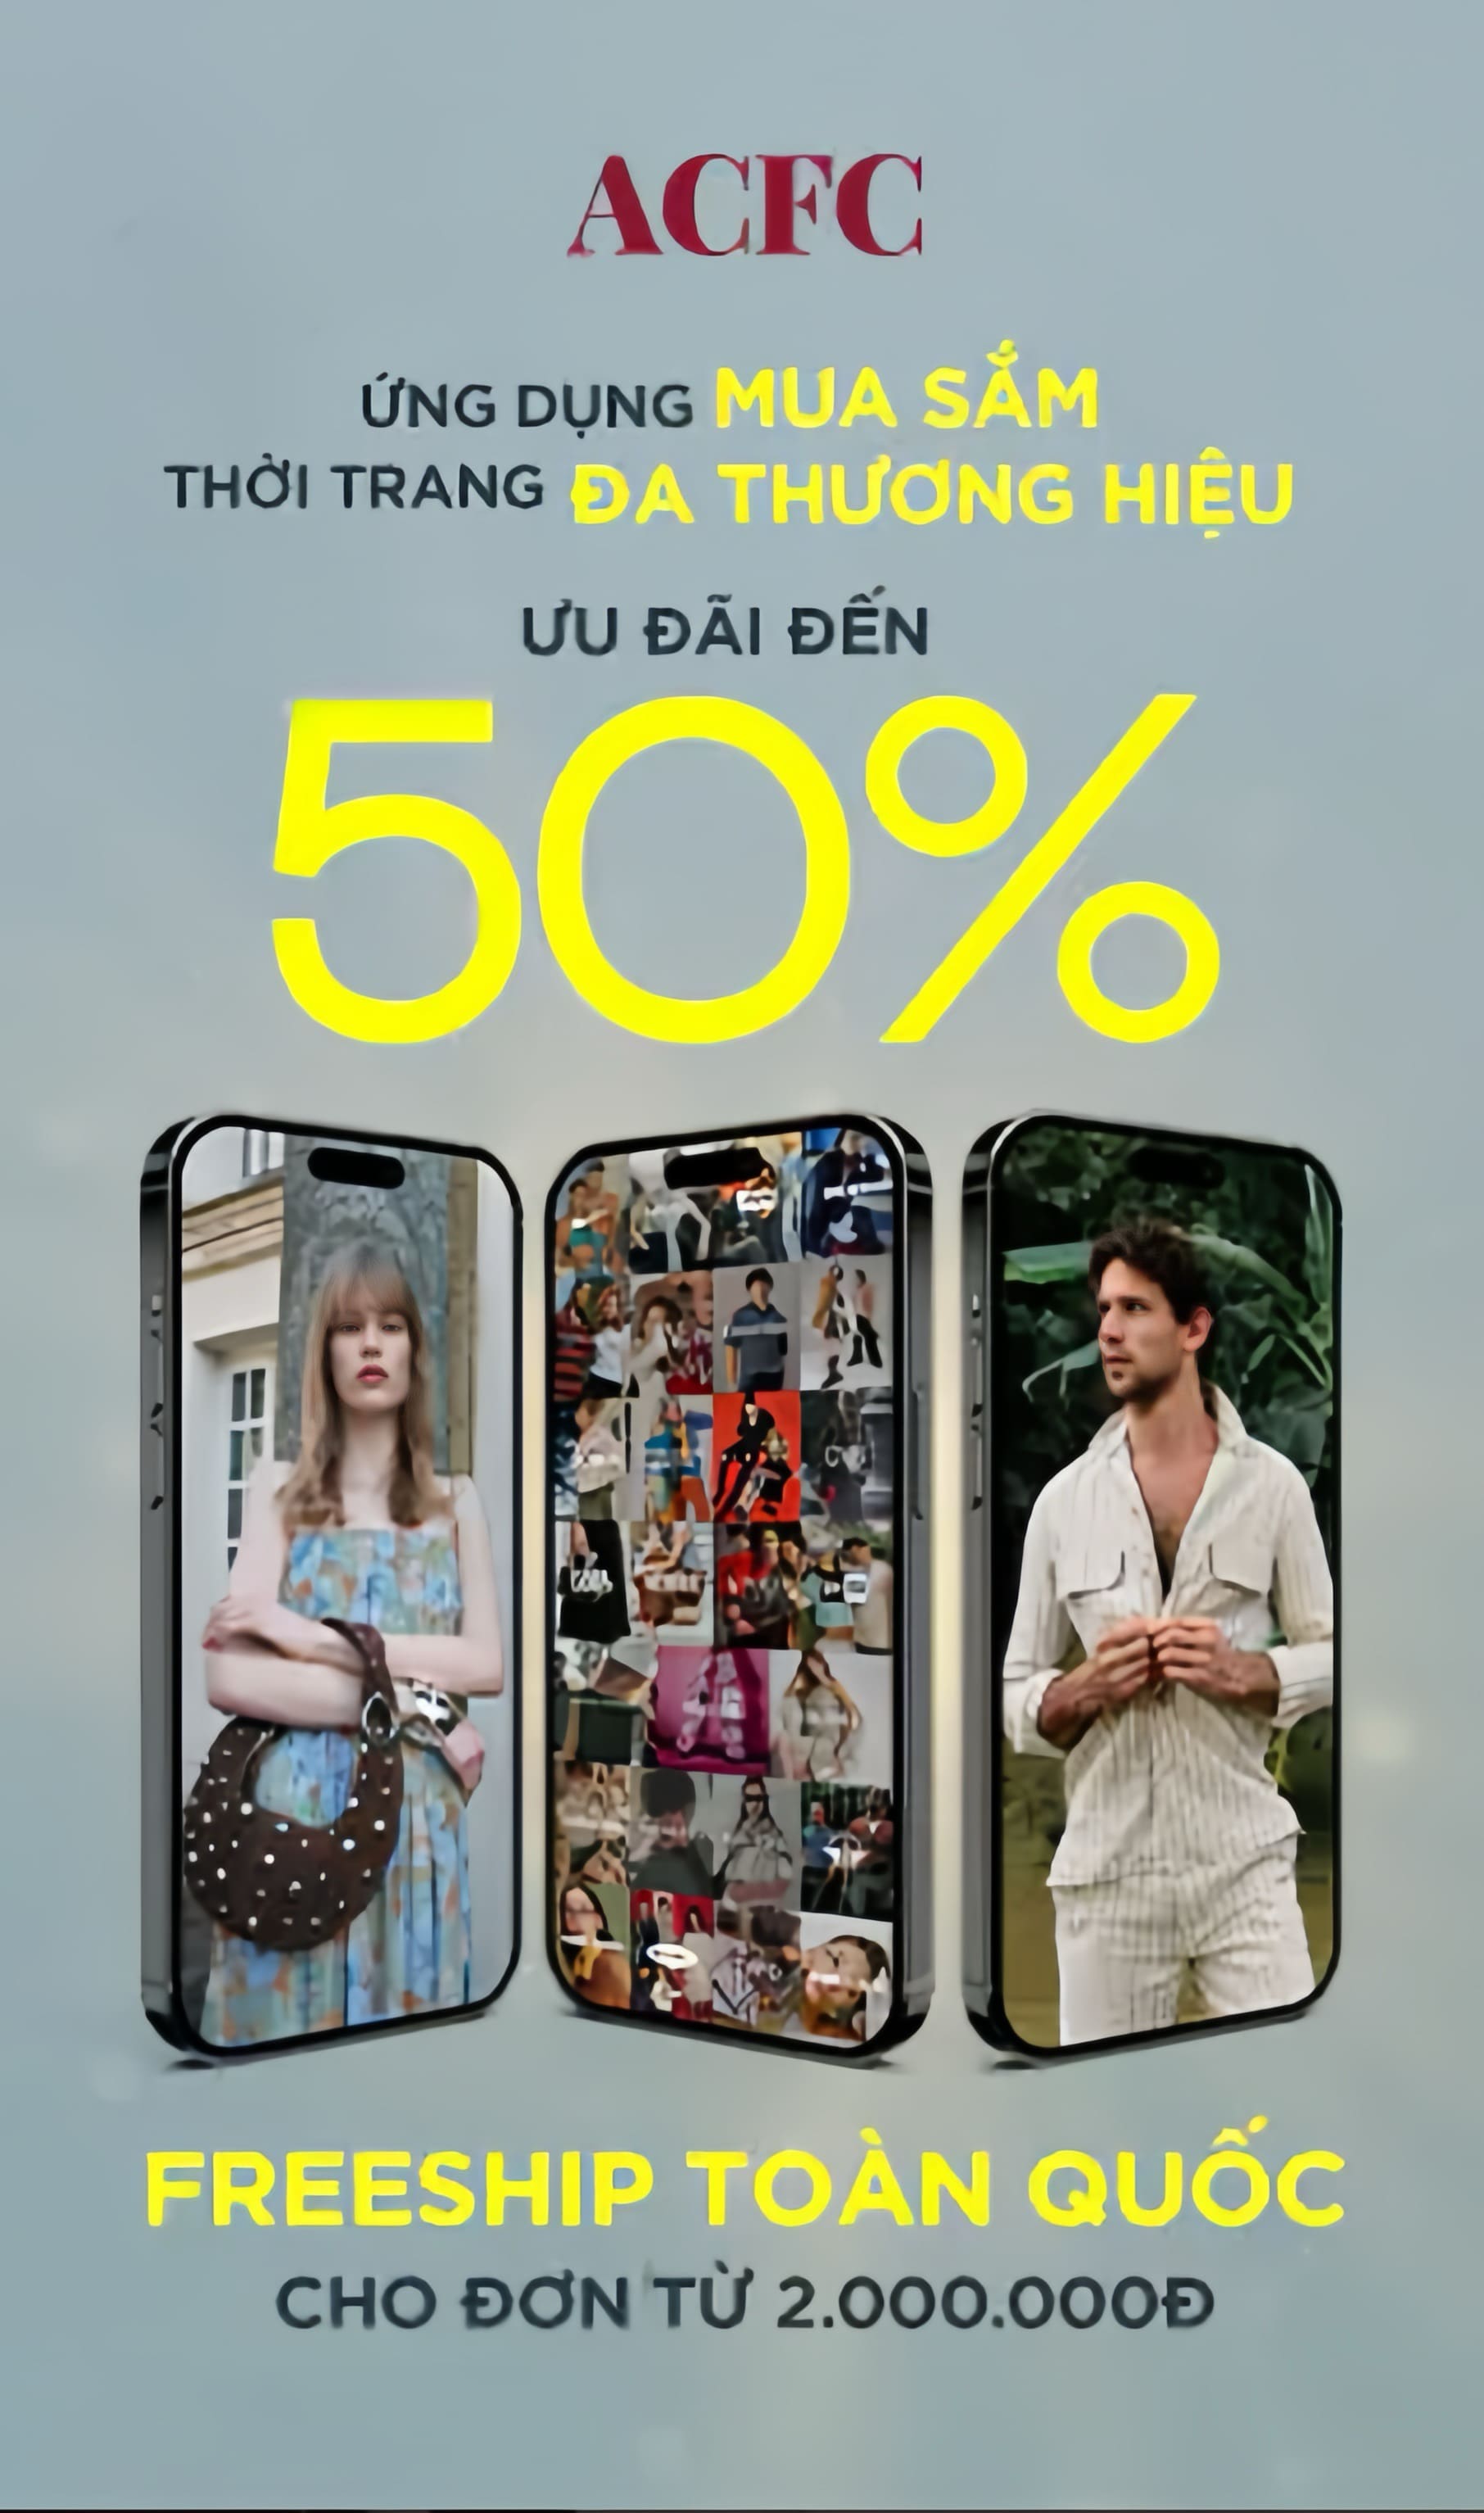 ACFC
ỨNG DỤNG MUA SẮM
THỜI TRANG ĐA THƯƠNG HIỆU
ƯU ĐÃI ĐẾN
50%
FREESHIP TOÀN QUỐC
CHO ĐƠN TỪ 2.000.000Đ